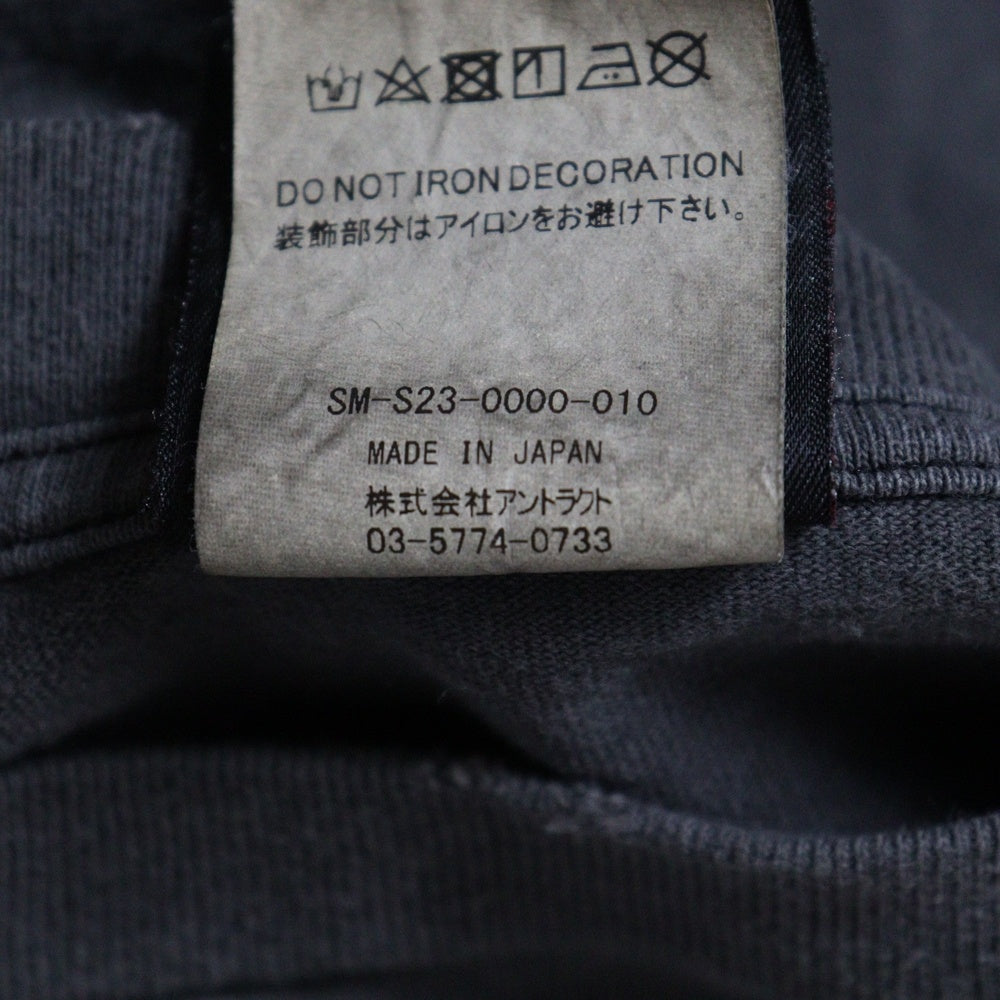 DO NOT IRON DECORATION
装飾部分はアイロンをお避け下さい。
SM-S23-0000-010
MADE IN JAPAN
株式会社アントラクト
03-5774-0733